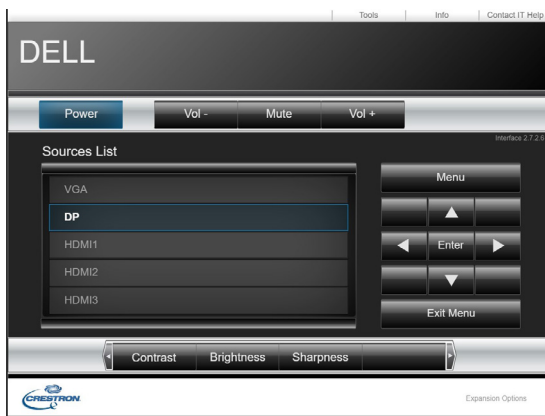 Tools Info Contact IT Help
DELL
Power Vol - Mute Vol +
Interface 2.7.2.6
Sources List
VGA
DP
HDMI1
HDMI2
HDMI3
Menu
Enter
Exit Menu
Contrast Brightness Sharpness
CRESTRON
Expansion Options